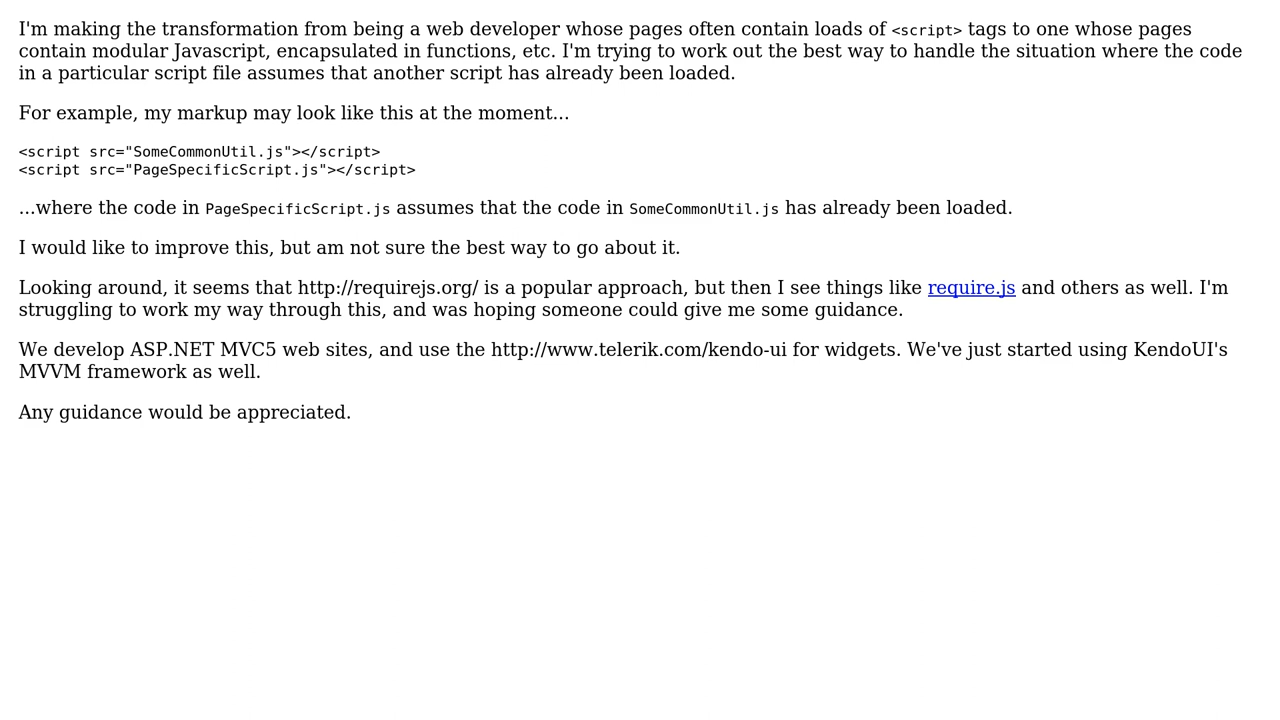 I'm making the transformation from being a web developer whose pages often contain loads of <script> tags to one whose pages
contain modular Javascript, encapsulated in functions, etc. I'm trying to work out the best way to handle the situation where the code
in a particular script file assumes that another script has already been loaded.
For example, my markup may look like this at the moment...
<script src="SomeCommonUtil.js"></script>
<script src="PageSpecificScript.js"></script>
...where the code in PageSpecificScript.js assumes that the code in SomeCommonUtil.js has already been loaded.
I would like to improve this, but am not sure the best way to go about it.
Looking around, it seems that http://requirejs.org/ is a popular approach, but then I see things like require.js and others as well. I'm
struggling to work my way through this, and was hoping someone could give me some guidance.
We develop ASP.NET MVC5 web sites, and use the http://www.telerik.com/kendo-ui for widgets. We've just started using KendoUI's
MVVM framework as well.
Any guidance would be appreciated.